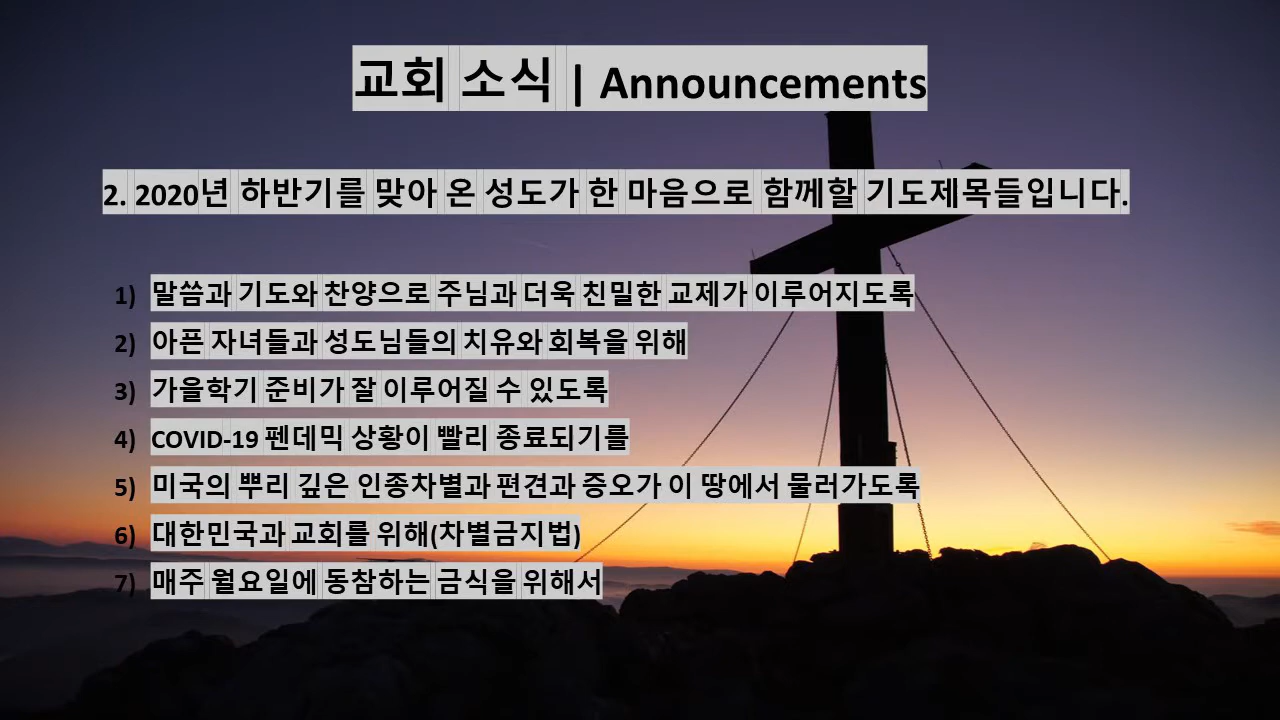 교회 소식 | Announcements
2. 2020년 하반기를 맞아 온 성도가 한 마음으로 함께할 기도제목들입니다.
1) 말씀과 기도와 찬양으로 주님과 더욱 친밀한 교제가 이루어지도록
2) 아픈 자녀들과 성도님들의 치유와 회복을 위해
3) 가을학기 준비가 잘 이루어질 수 있도록
4) COVID-19 펜데믹 상황이 빨리 종료되기를
5) 미국의 뿌리 깊은 인종차별과 편견과 증오가 이 땅에서 물러가도록
6) 대한민국과 교회를 위해(차별금지법)
7) 매주 월요일에 동참하는 금식을 위해서